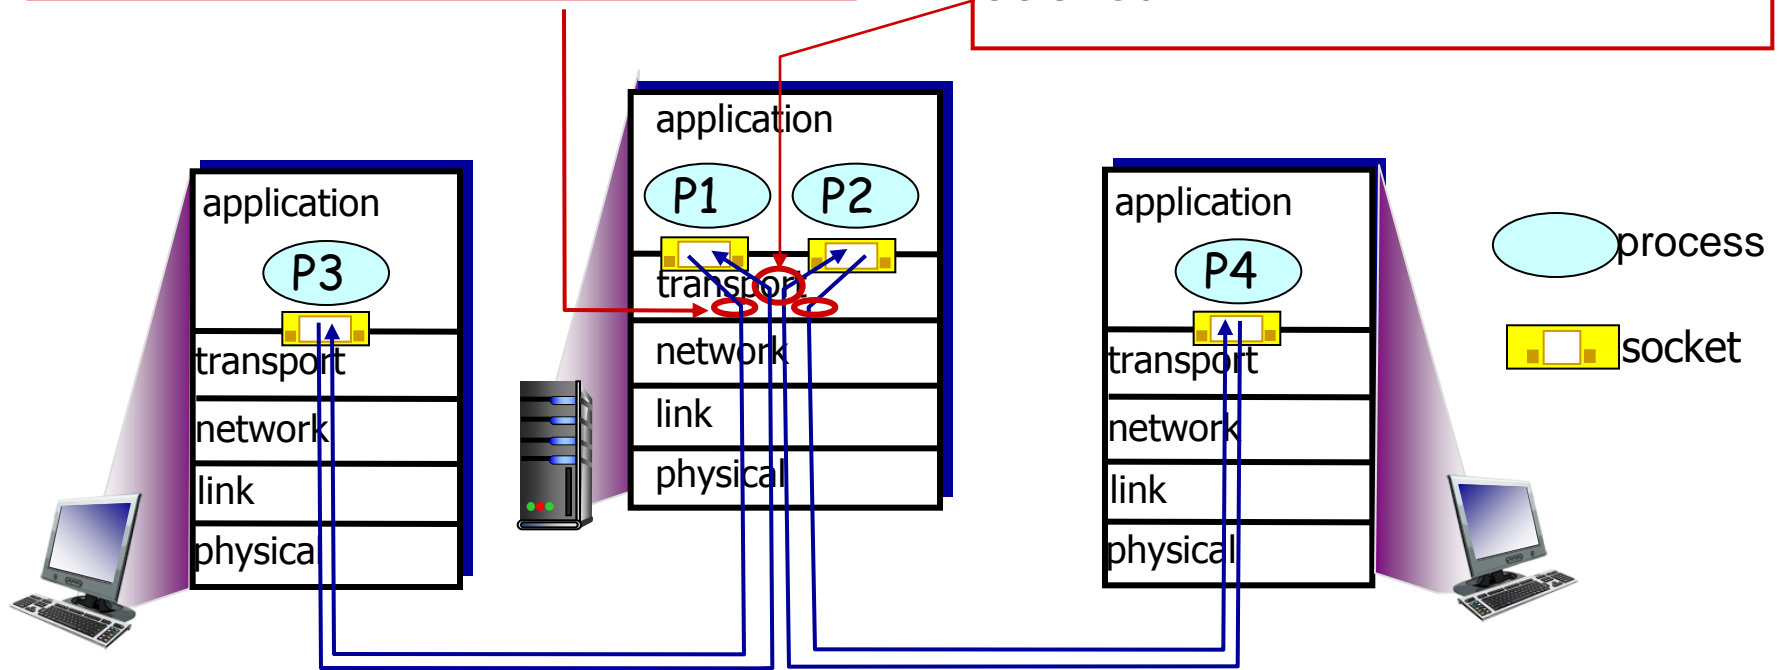 application
P1
P2
transport
network
link
physical
application
P3
transport
network
link
physical
application
P4
transport
network
link
physical
process
socket